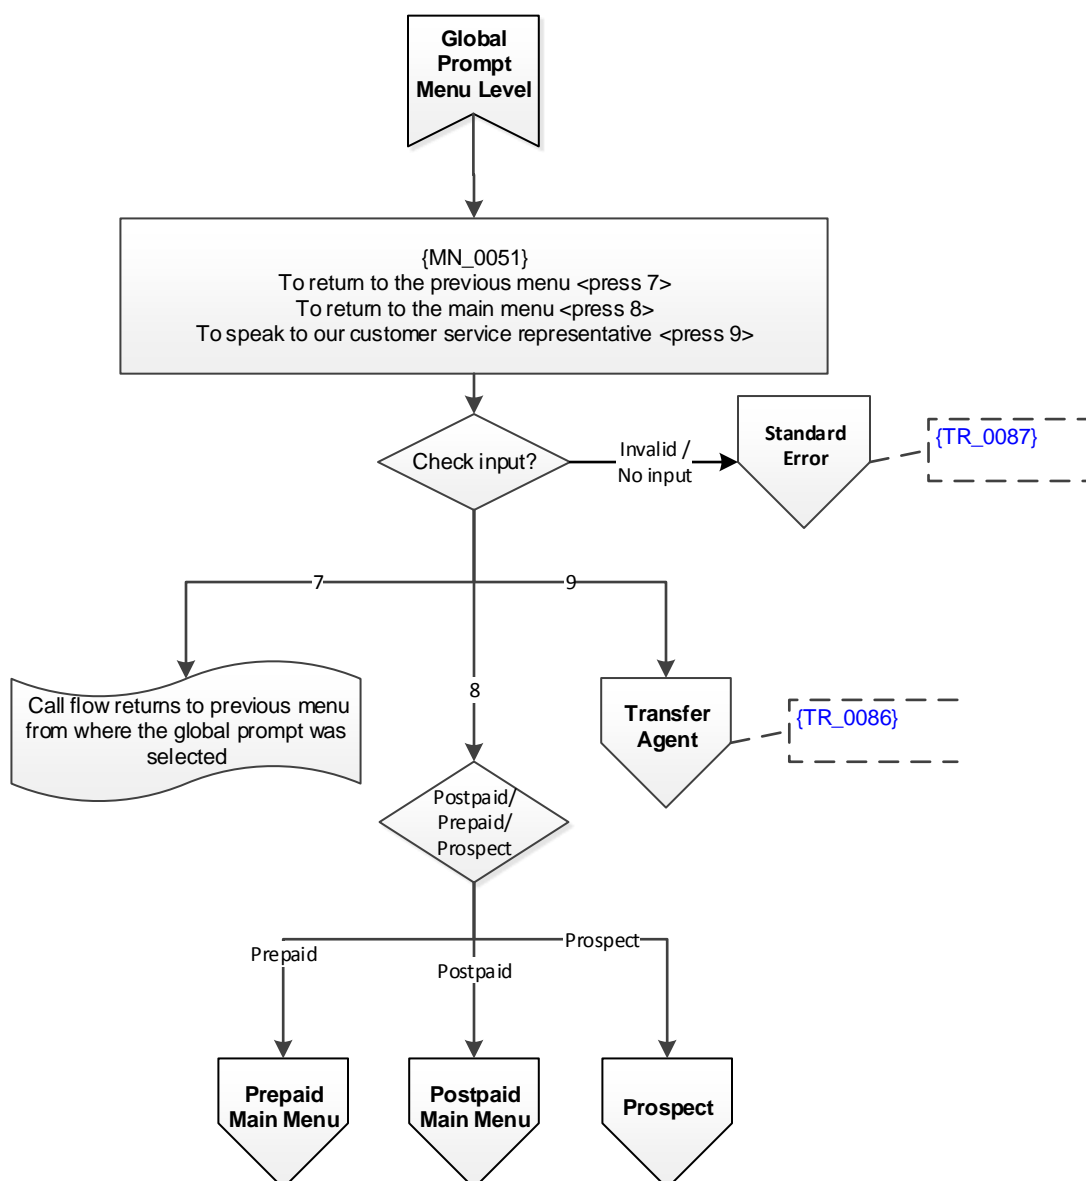 Global
Prompt
Menu Level
{MN_0051}
To return to the previous menu <press 7>
To return to the main menu <press 8>
To speak to our customer service representative <press 9>
Check input?
Invalid /
No input
Standard
Error
{TR_0087}
7
9
8
Call flow returns to previous menu
from where the global prompt was
selected
Transfer
Agent
{TR_0086}
Postpaid/
Prepaid/
Prospect
Prepaid
Postpaid
Prospect
Prepaid
Main Menu
Postpaid
Main Menu
Prospect